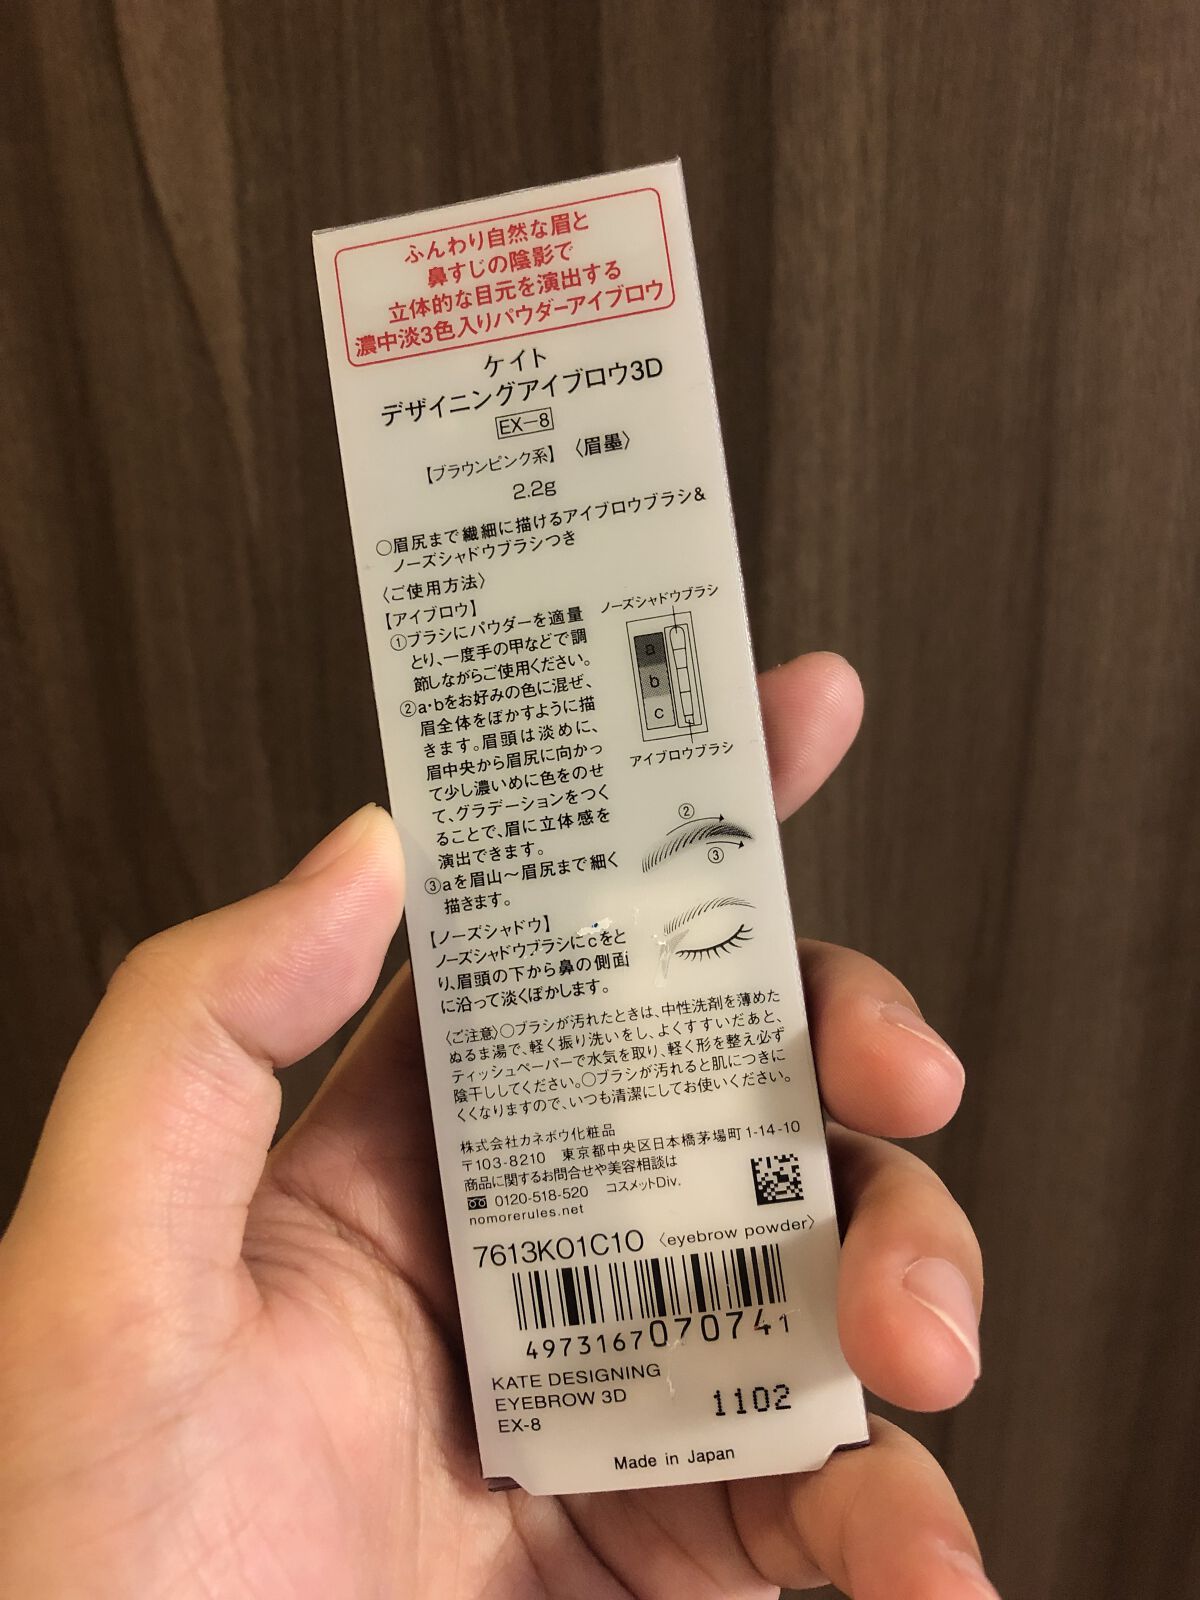 ふんわり自然な眉と
鼻すじの陰影で
立体的な目元を演出する
濃中淡3色入りパウダーアイブロウ
ケイト
デザイニングアイブロウ3D
EX-8
【ブラウンピンク系】〈眉墨〉
2.2g
○眉尻まで繊細に描けるアイブロウブラシ&
ノーズシャドウブラシつき
〈ご使用方法〉
【アイブロウ】
①ブラシにパウダーを適量
とり、一度手の甲などで調
節しながらご使用ください。
②a・bをお好みの色に混ぜ、
眉全体をぼかすように描
きます。眉頭は淡めに、
眉中央から眉尻に向かっ
て少し濃いめに色をのせ
て、グラデーションをつく
ることで、眉に立体感を
演出できます。
③aを眉山～眉尻まで細く
描きます。
ノーズシャドウブラシ
a
b
c
アイブロウブラシ
②
③
【ノーズシャドウ】
ノーズシャドウブラシにcをと
り、眉頭の下から鼻の側面
に沿って淡くぼかします。
〈ご注意〉○ブラシが汚れたときは、中性洗剤を薄めた
ぬるま湯で、軽く振り洗いをし、よくすすいだあと、
ティッシュペーパーで水気を取り、軽く形を整え必ず
陰干ししてください。○ブラシが汚れると肌につきに
くくなりますので、いつも清潔にしてお使いください。
株式会社カネボウ化粧品
〒103-8210 東京都中央区日本橋茅場町1-14-10
商品に関するお問合せや美容相談は
0120-518-520 コスメットDiv.
nomorerules.net
7613K01C10 〈eyebrow powder〉
4973167070741
KATE DESIGNING
EYEBROW 3D
EX-8
1102
Made in Japan